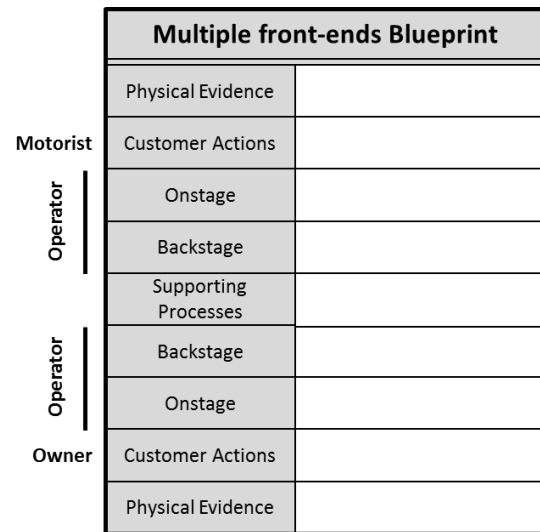 Multiple front-ends Blueprint
Physical Evidence
Motorist
Customer Actions
Operator
Onstage
Backstage
Supporting
Processes
Operator
Backstage
Onstage
Owner
Customer Actions
Physical Evidence